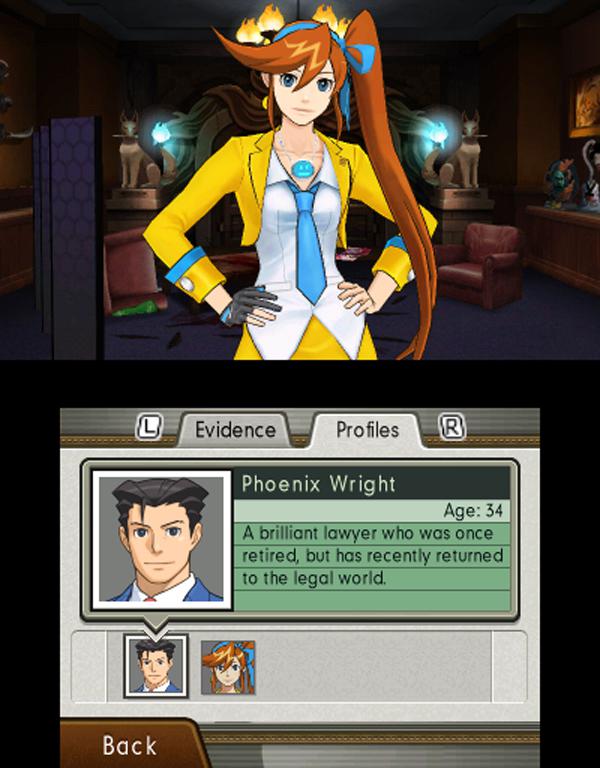 L Evidence Profiles R
Phoenix Wright
Age: 34
A brilliant lawyer who was once
retired, but has recently returned
to the legal world.
Back